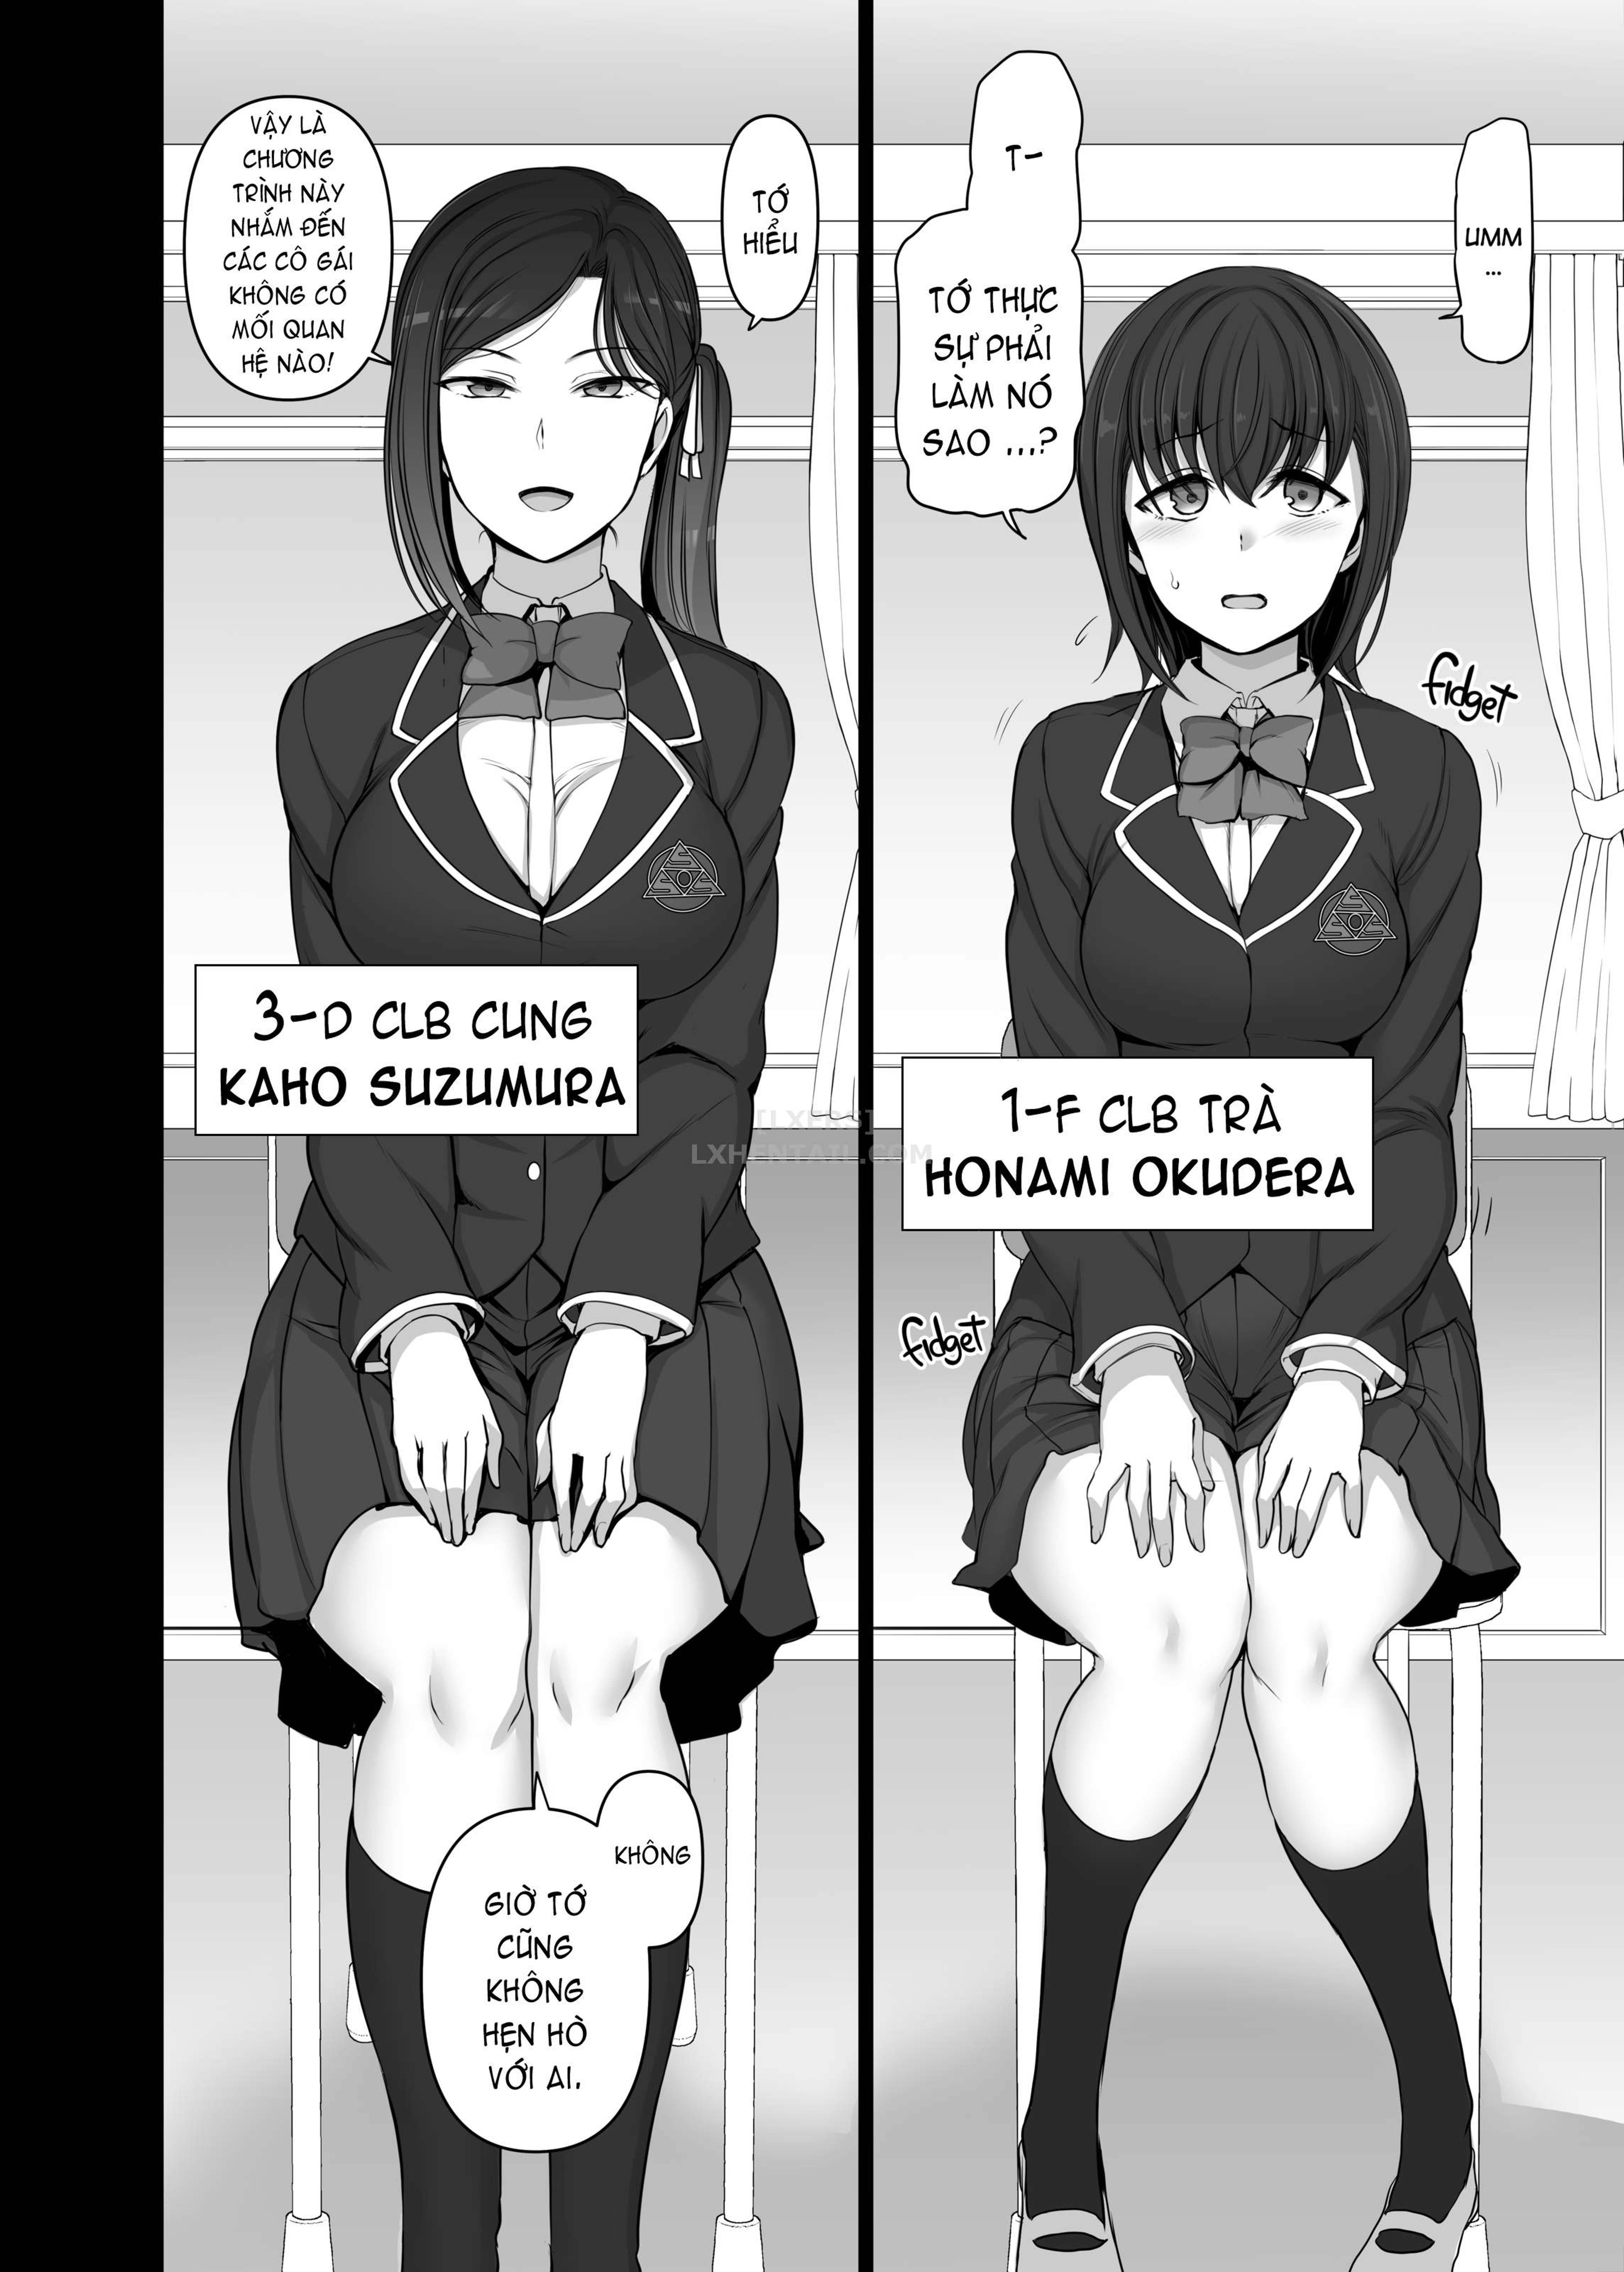 UMM
...
T-
TỚ THỰC
SỰ PHẢI
LÀM NÓ
SAO ...?
fidget
1-F CLB TRÀ
HONAMI OKUDERA
fidget
TỚ
HIỂU
VẬY LÀ
CHƯƠNG
TRÌNH NÀY
NHẮM ĐẾN
CÁC CÔ GÁI
KHÔNG CÓ
MỐI QUAN
HỆ NÀO!
3-D CLB CUNG
KAHO SUZUMURA
[LXERS]
LXHENTAIL.COM
KHÔNG
GIỜ TỚ
CŨNG
KHÔNG
HẸN HÒ
VỚI AI.